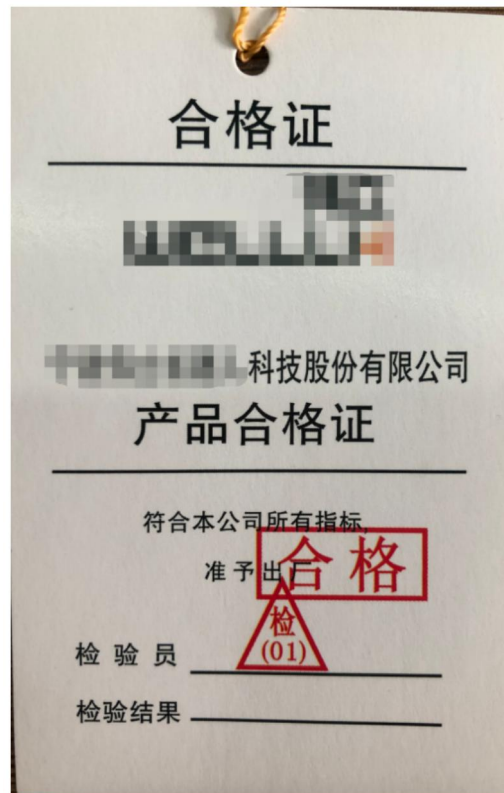 合格证
科技股份有限公司
产品合格证
符合本公司所有指标,
准予出厂
合格
检
(01)
检验员
检验结果